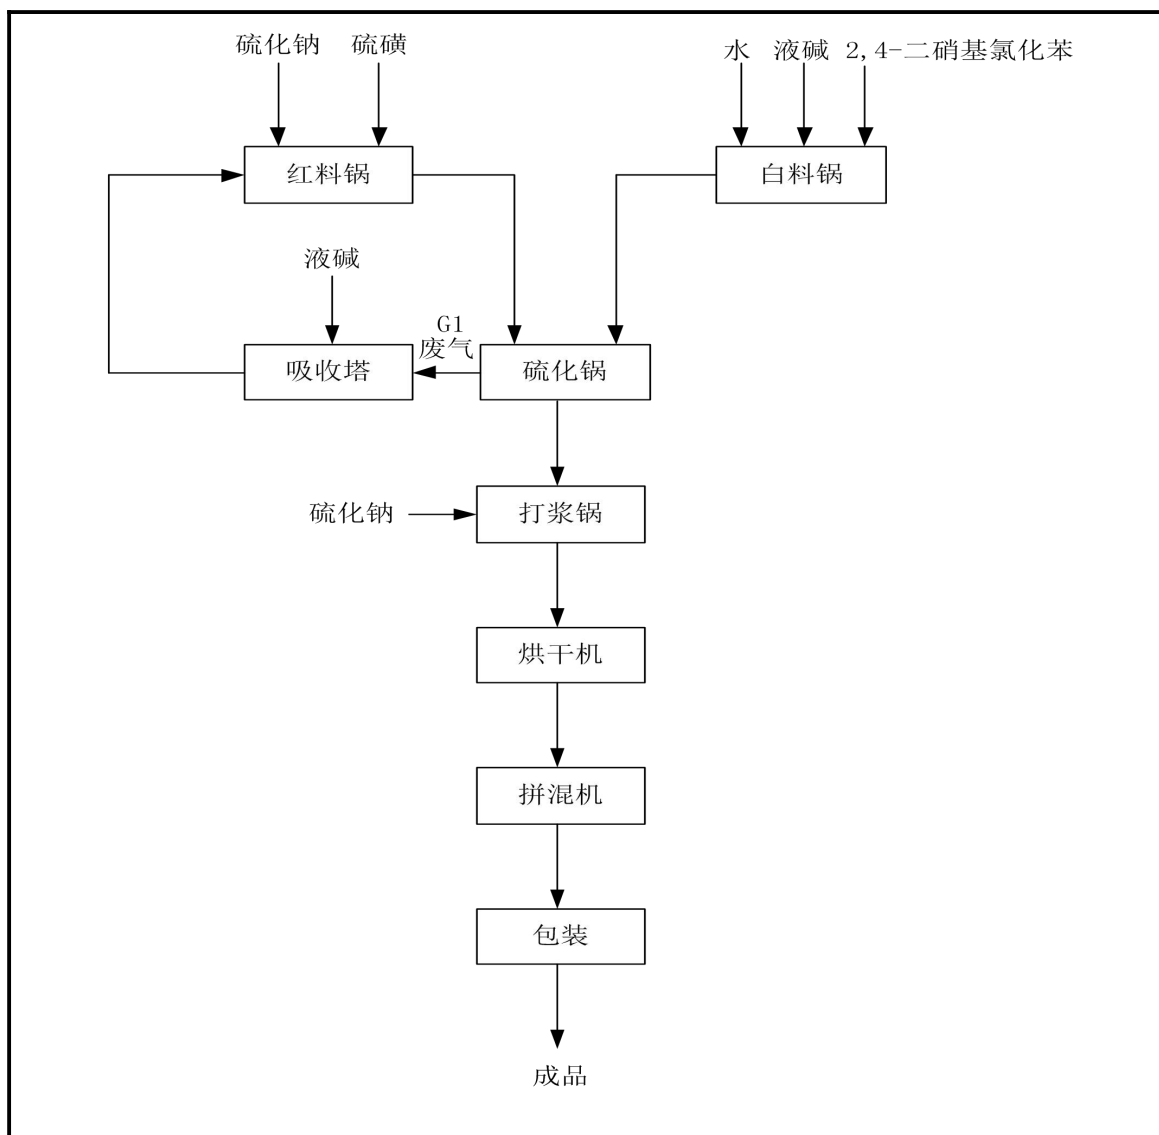 硫化钠 硫磺
水 液碱 2,4-二硝基氯化苯
红料锅
白料锅
液碱
G1
废气
吸收塔
硫化锅
硫化钠
打浆锅
烘干机
拼混机
包装
成品